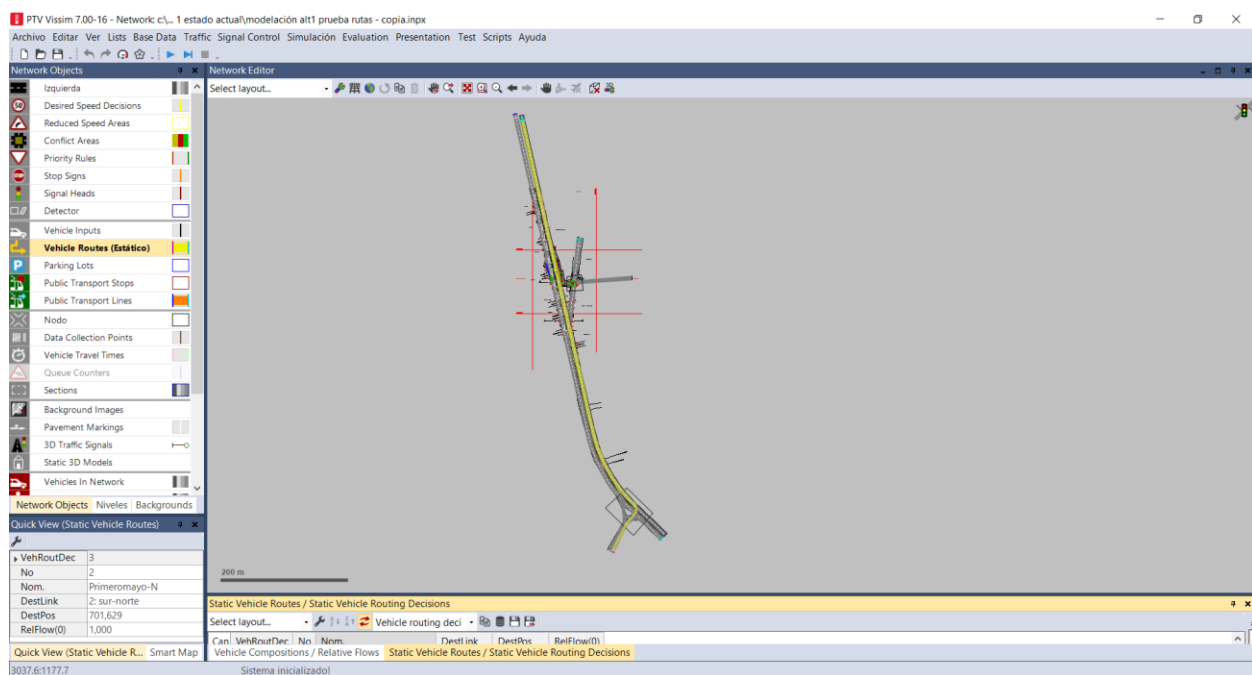 PTV Vissim 7.00-16 - Network: c:\... 1 estado actual\modelación alt1 prueba rutas - copia.inpx
Archivo Editar Ver Lists Base Data Traffic Signal Control Simulación Evaluation Presentation Test Scripts Ayuda
Network Objects
Izquierda
50 Desired Speed Decisions
Reduced Speed Areas
Conflict Areas
Priority Rules
STOP Stop Signs
Signal Heads
Detector
Vehicle Inputs
Vehicle Routes (Estático)
P Parking Lots
Public Transport Stops
Public Transport Lines
Nodo
Data Collection Points
Vehicle Travel Times
Queue Counters
Sections
Background Images
Pavement Markings
3D Traffic Signals
Static 3D Models
Vehicles In Network
Network Objects Niveles Backgrounds
Quick View (Static Vehicle Routes)
VehRoutDec 3
No 2
Nom. Primeromayo-N
DestLink 2: sur-norte
DestPos 701,629
RelFlow(0) 1,000
Quick View (Static Vehicle R... Smart Map
Network Editor
Select layout...
200 m
Static Vehicle Routes / Static Vehicle Routing Decisions
Select layout... Vehicle routing deci
Can VehRoutDec No Nom. DestLink DestPos RelFlow(0)
Vehicle Compositions / Relative Flows Static Vehicle Routes / Static Vehicle Routing Decisions
3037.6:1177.7 Sistema inicializado!